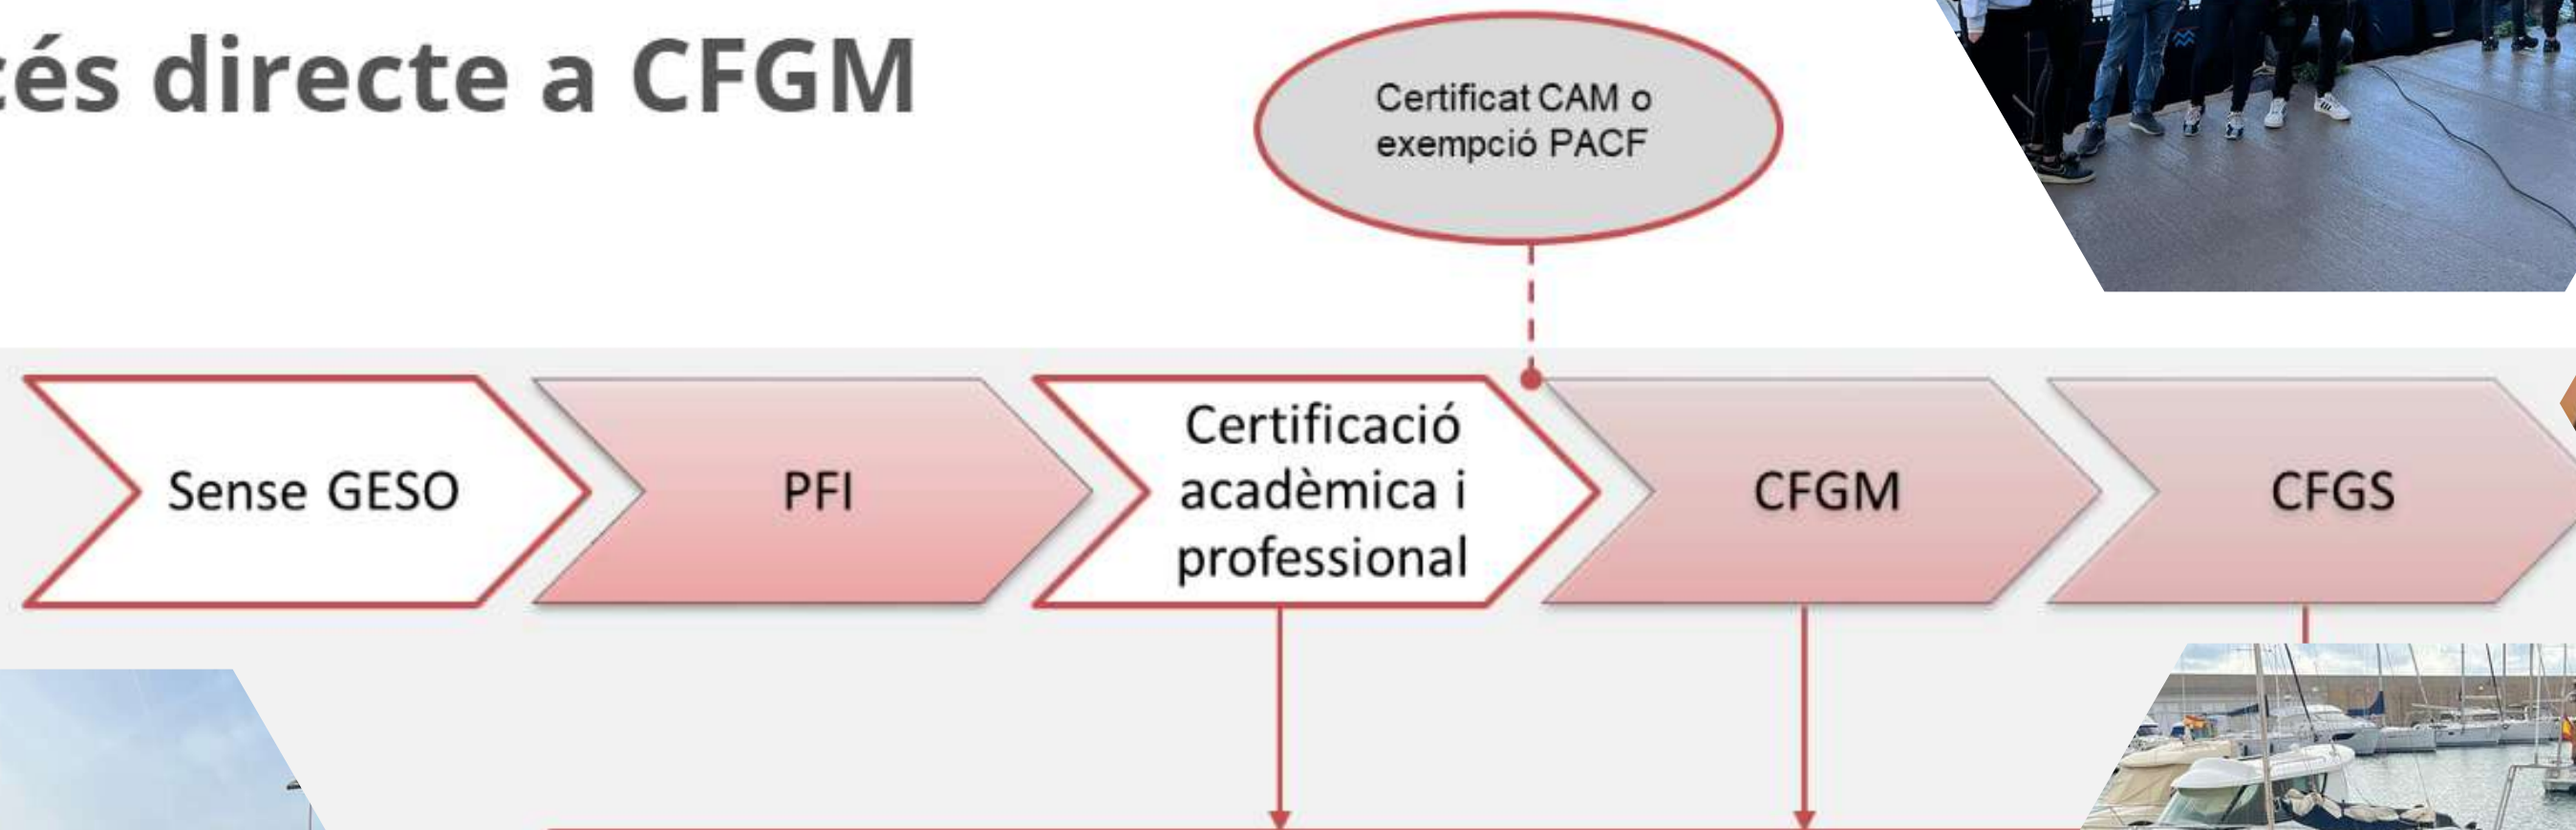 cés directe a CFGM
Certificat CAM o
exempció PACF
Sense GESO
PFI
Certificació
acadèmica i
professional
CFGM
CFGS